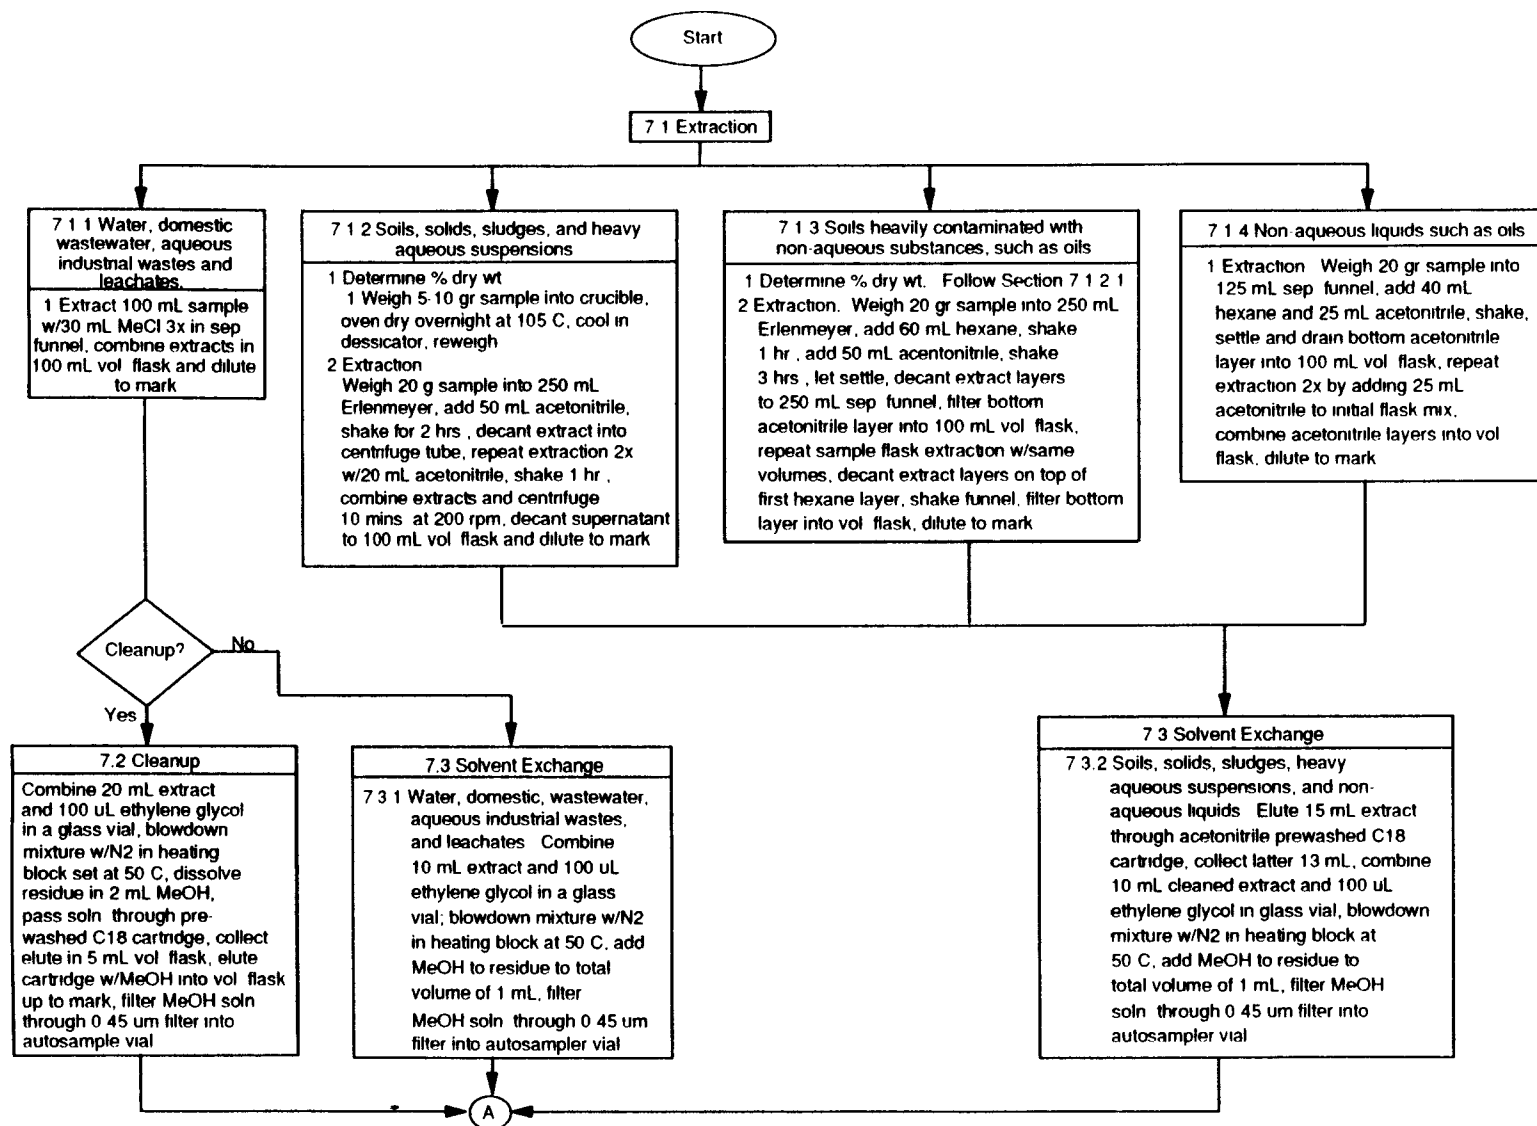 Start
7 1 Extraction
7 1 1 Water, domestic
wastewater, aqueous
industrial wastes and
leachates.
1 Extract 100 mL sample
w/30 mL MeCl 3x in sep
funnel, combine extracts in
100 mL vol flask and dilute
to mark
7 1 2 Soils, solids, sludges, and heavy
aqueous suspensions
1 Determine % dry wt
1 Weigh 5-10 gr sample into crucible,
oven dry overnight at 105 C, cool in
dessicator, reweigh
2 Extraction
Weigh 20 g sample into 250 mL
Erlenmeyer, add 50 mL acetonitrile,
shake for 2 hrs , decant extract into
centrifuge tube, repeat extraction 2x
w/20 mL acetonitrile, shake 1 hr ,
combine extracts and centrifuge
10 mins at 200 rpm, decant supernatant
to 100 mL vol flask and dilute to mark
7 1 3 Soils heavily contaminated with
non-aqueous substances, such as oils
1 Determine % dry wt. Follow Section 7 1 2 1
2 Extraction. Weigh 20 gr sample into 250 mL
Erlenmeyer, add 60 mL hexane, shake
1 hr , add 50 mL acentonitrile, shake
3 hrs , let settle, decant extract layers
to 250 mL sep funnel, filter bottom
acetonitrile layer into 100 mL vol flask,
repeat sample flask extraction w/same
volumes, decant extract layers on top of
first hexane layer, shake funnel, filter bottom
layer into vol flask, dilute to mark
7 1 4 Non-aqueous liquids such as oils
1 Extraction Weigh 20 gr sample into
125 mL sep funnel, add 40 mL
hexane and 25 mL acetonitrile, shake,
settle and drain bottom acetonitrile
layer into 100 mL vol flask, repeat
extraction 2x by adding 25 mL
acetonitrile to initial flask mix,
combine acetonitrile layers into vol
flask, dilute to mark
Cleanup?
No
Yes
7.2 Cleanup
Combine 20 mL extract
and 100 uL ethylene glycol
in a glass vial, blowdown
mixture w/N2 in heating
block set at 50 C, dissolve
residue in 2 mL MeOH,
pass soln through pre-
washed C18 cartridge, collect
elute in 5 mL vol flask, elute
cartridge w/MeOH into vol flask
up to mark, filter MeOH soln
through 0 45 um filter into
autosample vial
7.3 Solvent Exchange
7 3 1 Water, domestic, wastewater,
aqueous industrial wastes,
and leachates Combine
10 mL extract and 100 uL
ethylene glycol in a glass
vial; blowdown mixture w/N2
in heating block at 50 C, add
MeOH to residue to total
volume of 1 mL, filter
MeOH soln through 0 45 um
filter into autosampler vial
7 3 Solvent Exchange
7 3.2 Soils, solids, sludges, heavy
aqueous suspensions, and non-
aqueous liquids Elute 15 mL extract
through acetonitrile prewashed C18
cartridge, collect latter 13 mL, combine
10 mL cleaned extract and 100 uL
ethylene glycol in glass vial, blowdown
mixture w/N2 in heating block at
50 C, add MeOH to residue to
total volume of 1 mL, filter MeOH
soln through 0 45 um filter into
autosampler vial
A